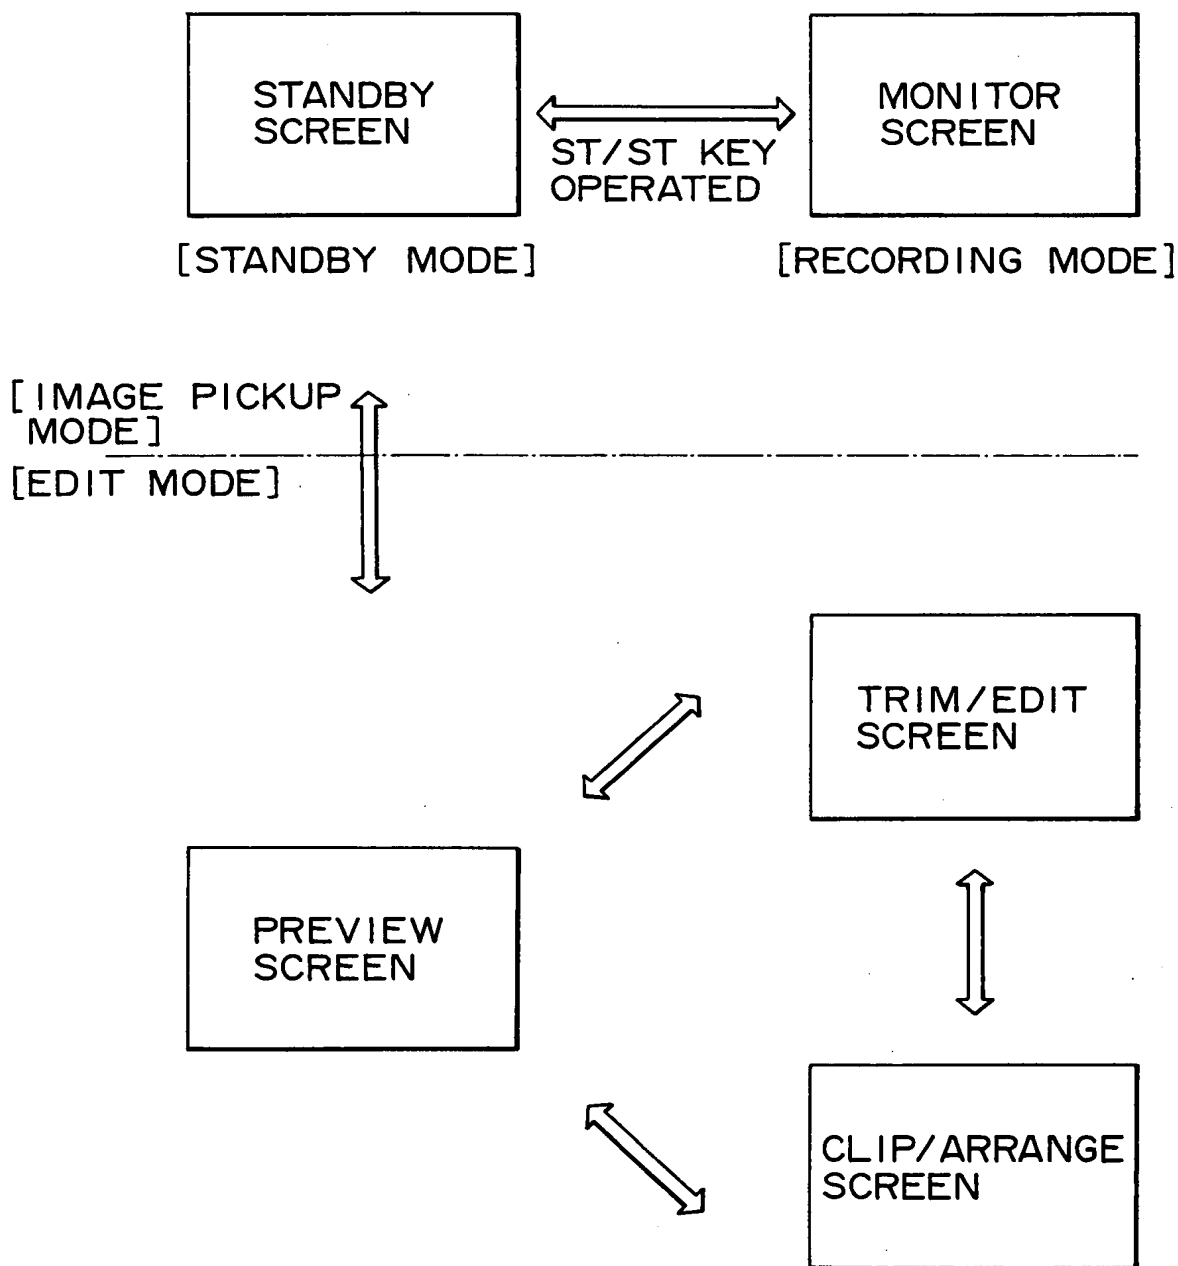 STANDBY
SCREEN
MONITOR
SCREEN
ST/ST KEY
OPERATED
[STANDBY MODE]
[RECORDING MODE]
[IMAGE PICKUP
MODE]
[EDIT MODE]
TRIM/EDIT
SCREEN
PREVIEW
SCREEN
CLIP/ARRANGE
SCREEN